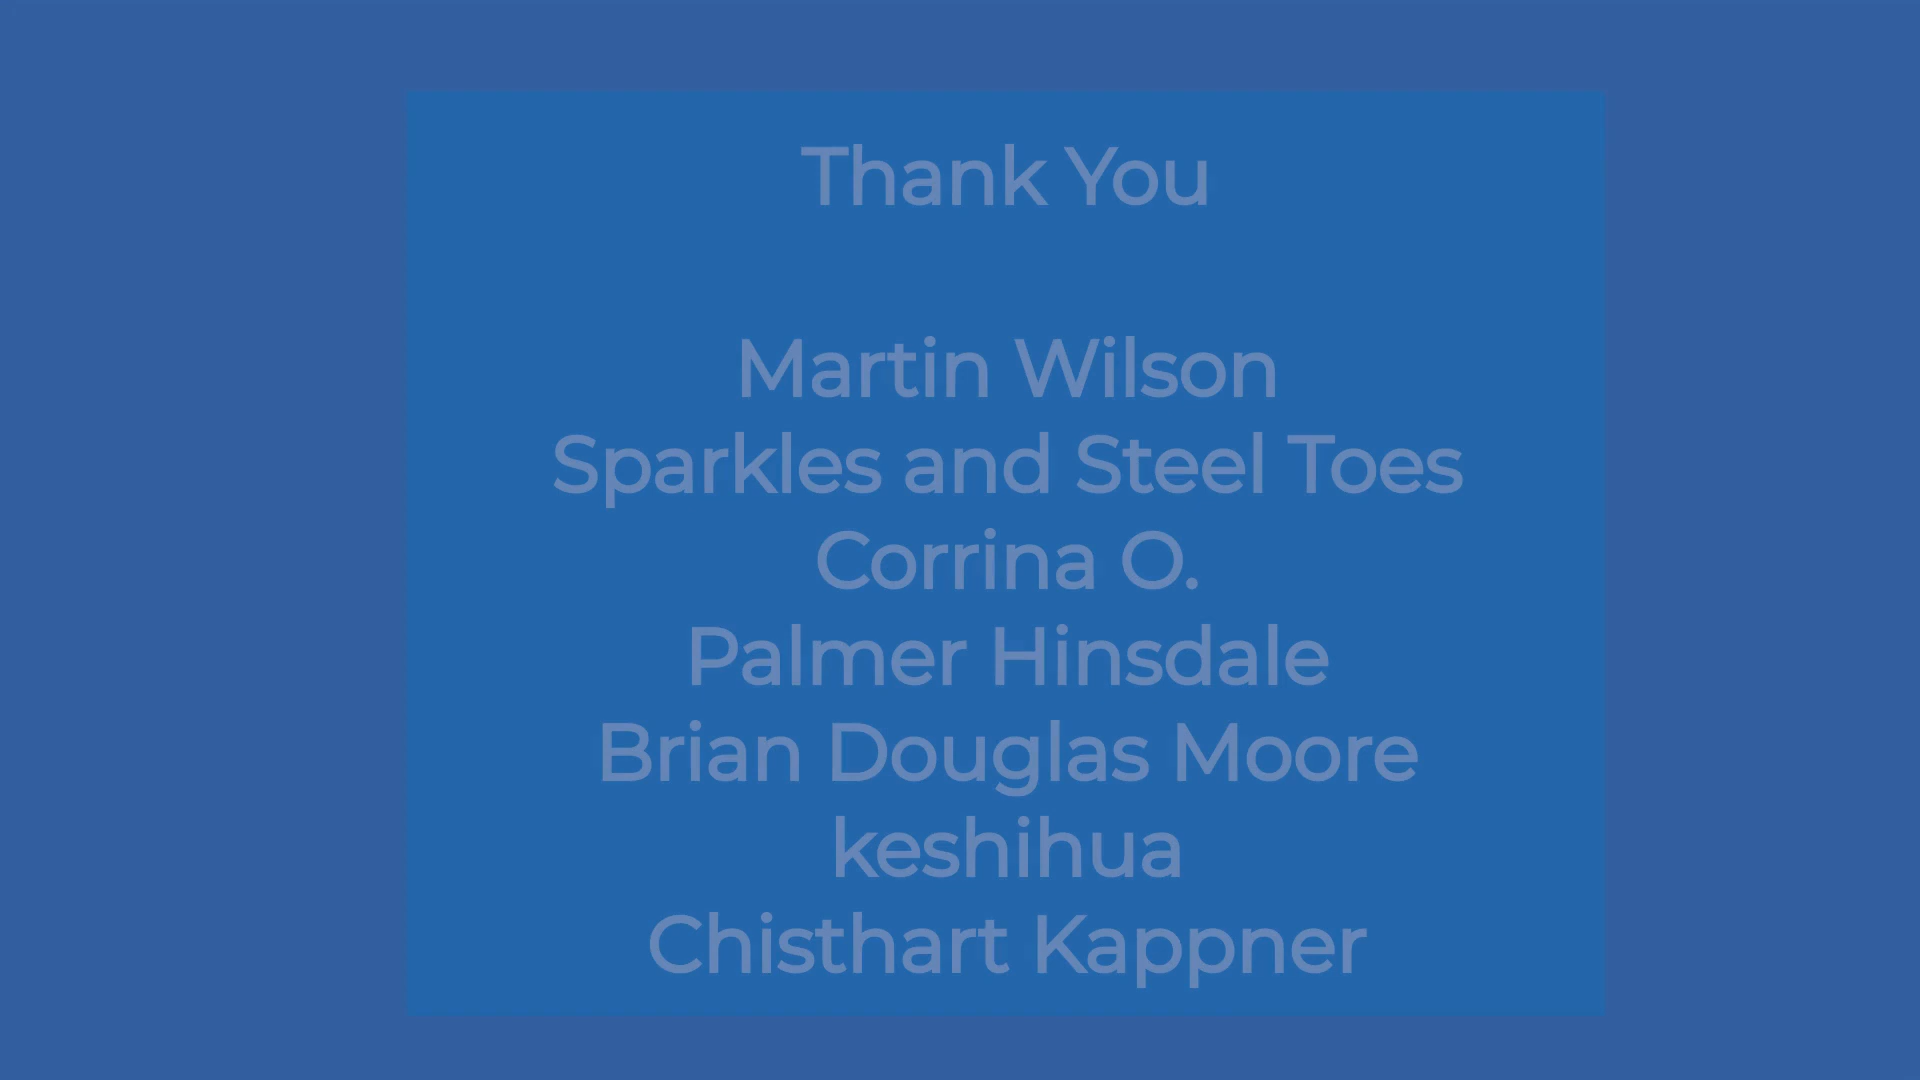 Thank You
Martin Wilson
Sparkles and Steel Toes
Corrina O.
Palmer Hinsdale
Brian Douglas Moore
keshihua
Chisthart Kappner